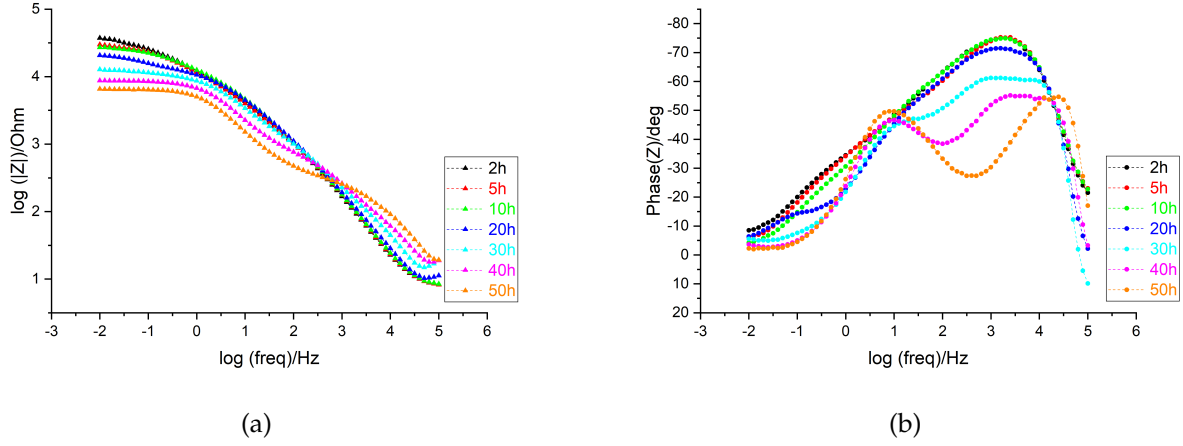 5
4
3
2
1
-3 -2 -1 0 1 2 3 4 5 6
log (|Z|)/Ohm
log (freq)/Hz
2h
5h
10h
20h
30h
40h
50h
(a)
-80
-70
-60
-50
-40
-30
-20
-10
0
10
20
-3 -2 -1 0 1 2 3 4 5 6
Phase(Z)/deg
log (freq)/Hz
2h
5h
10h
20h
30h
40h
50h
(b)